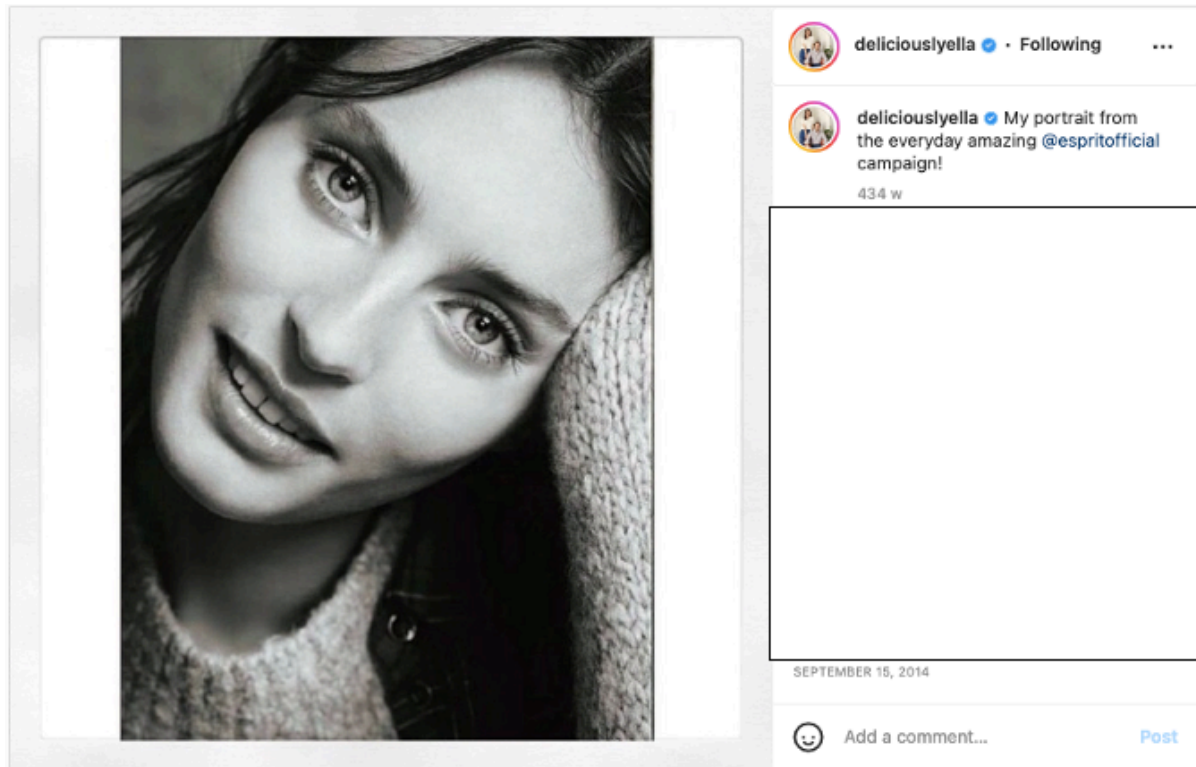 deliciouslyella · Following
deliciouslyella My portrait from
the everyday amazing @espritofficial
campaign!
434 w
SEPTEMBER 15, 2014
Add a comment...
Post